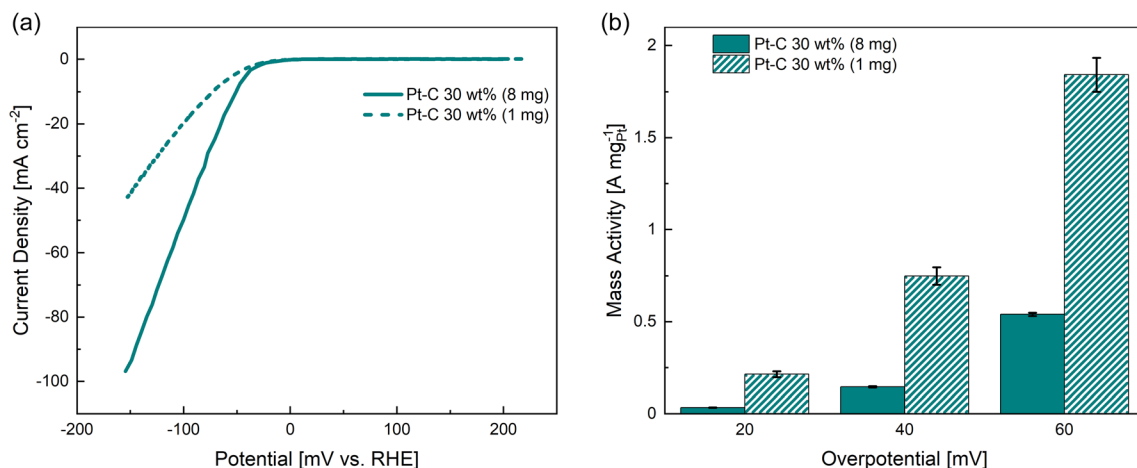 (a)
Current Density [mA cm⁻²]
0
-20
-40
-60
-80
-100
Pt-C 30 wt% (8 mg)
Pt-C 30 wt% (1 mg)
-200
-100
0
100
200
Potential [mV vs. RHE]
(b)
Mass Activity [A mg⁻¹Pt]
2
1.5
1
0.5
0
Pt-C 30 wt% (8 mg)
Pt-C 30 wt% (1 mg)
20
40
60
Overpotential [mV]